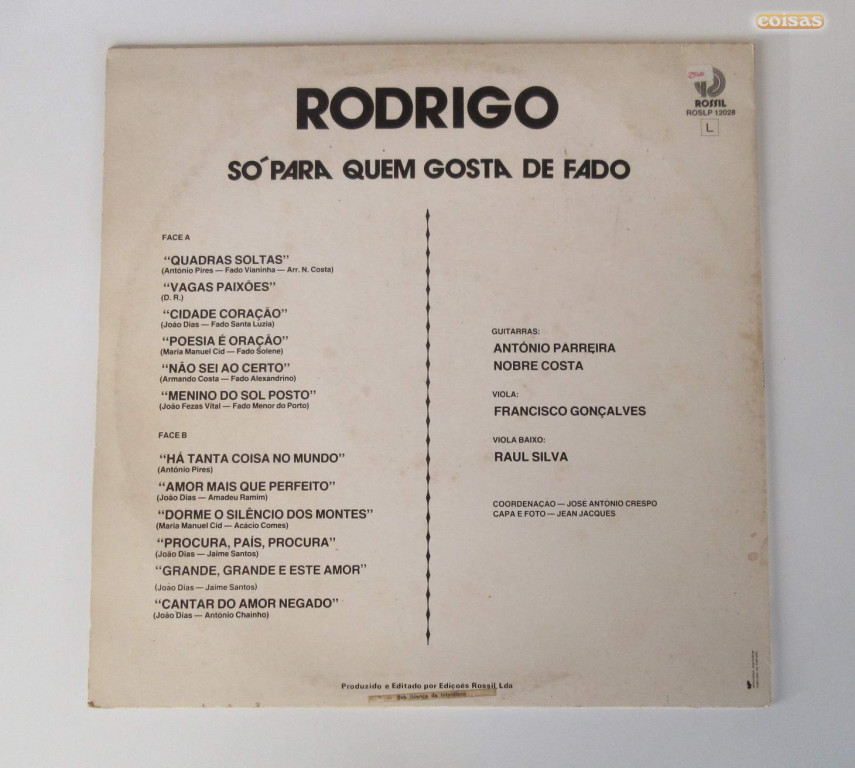 coisas
ROSSIL
ROSLP 12028
L
RODRIGO
SÓ PARA QUEM GOSTA DE FADO
FACE A
“QUADRAS SOLTAS”
(António Pires — Fado Vianinha — Arr. N. Costa)
“VAGAS PAIXÕES”
(D. R.)
“CIDADE CORAÇÃO”
(João Dias — Fado Santa Luzia)
“POESIA É ORAÇÃO”
(Maria Manuel Cid — Fado Solene)
“NÃO SEI AO CERTO”
(Armando Costa — Fado Alexandrino)
“MENINO DO SOL POSTO”
(João Fezas Vital — Fado Menor do Porto)
FACE B
“HÁ TANTA COISA NO MUNDO”
(António Pires)
“AMOR MAIS QUE PERFEITO”
(João Dias — Amadeu Ramim)
“DORME O SILÊNCIO DOS MONTES”
(Maria Manuel Cid — Acácio Comes)
“PROCURA, PAÍS, PROCURA”
(João Dias — Jaime Santos)
“GRANDE, GRANDE E ESTE AMOR”
(João Dias — Jaime Santos)
“CANTAR DO AMOR NEGADO”
(João Dias — António Chainho)
GUITARRAS:
ANTÓNIO PARREIRA
NOBRE COSTA
VIOLA:
FRANCISCO GONÇALVES
VIOLA BAIXO:
RAUL SILVA
COORDENAÇÃO — JOSÉ ANTÓNIO CRESPO
CAPA E FOTO — JEAN JACQUES
Produzido e Editado por Edições Rossil, Lda